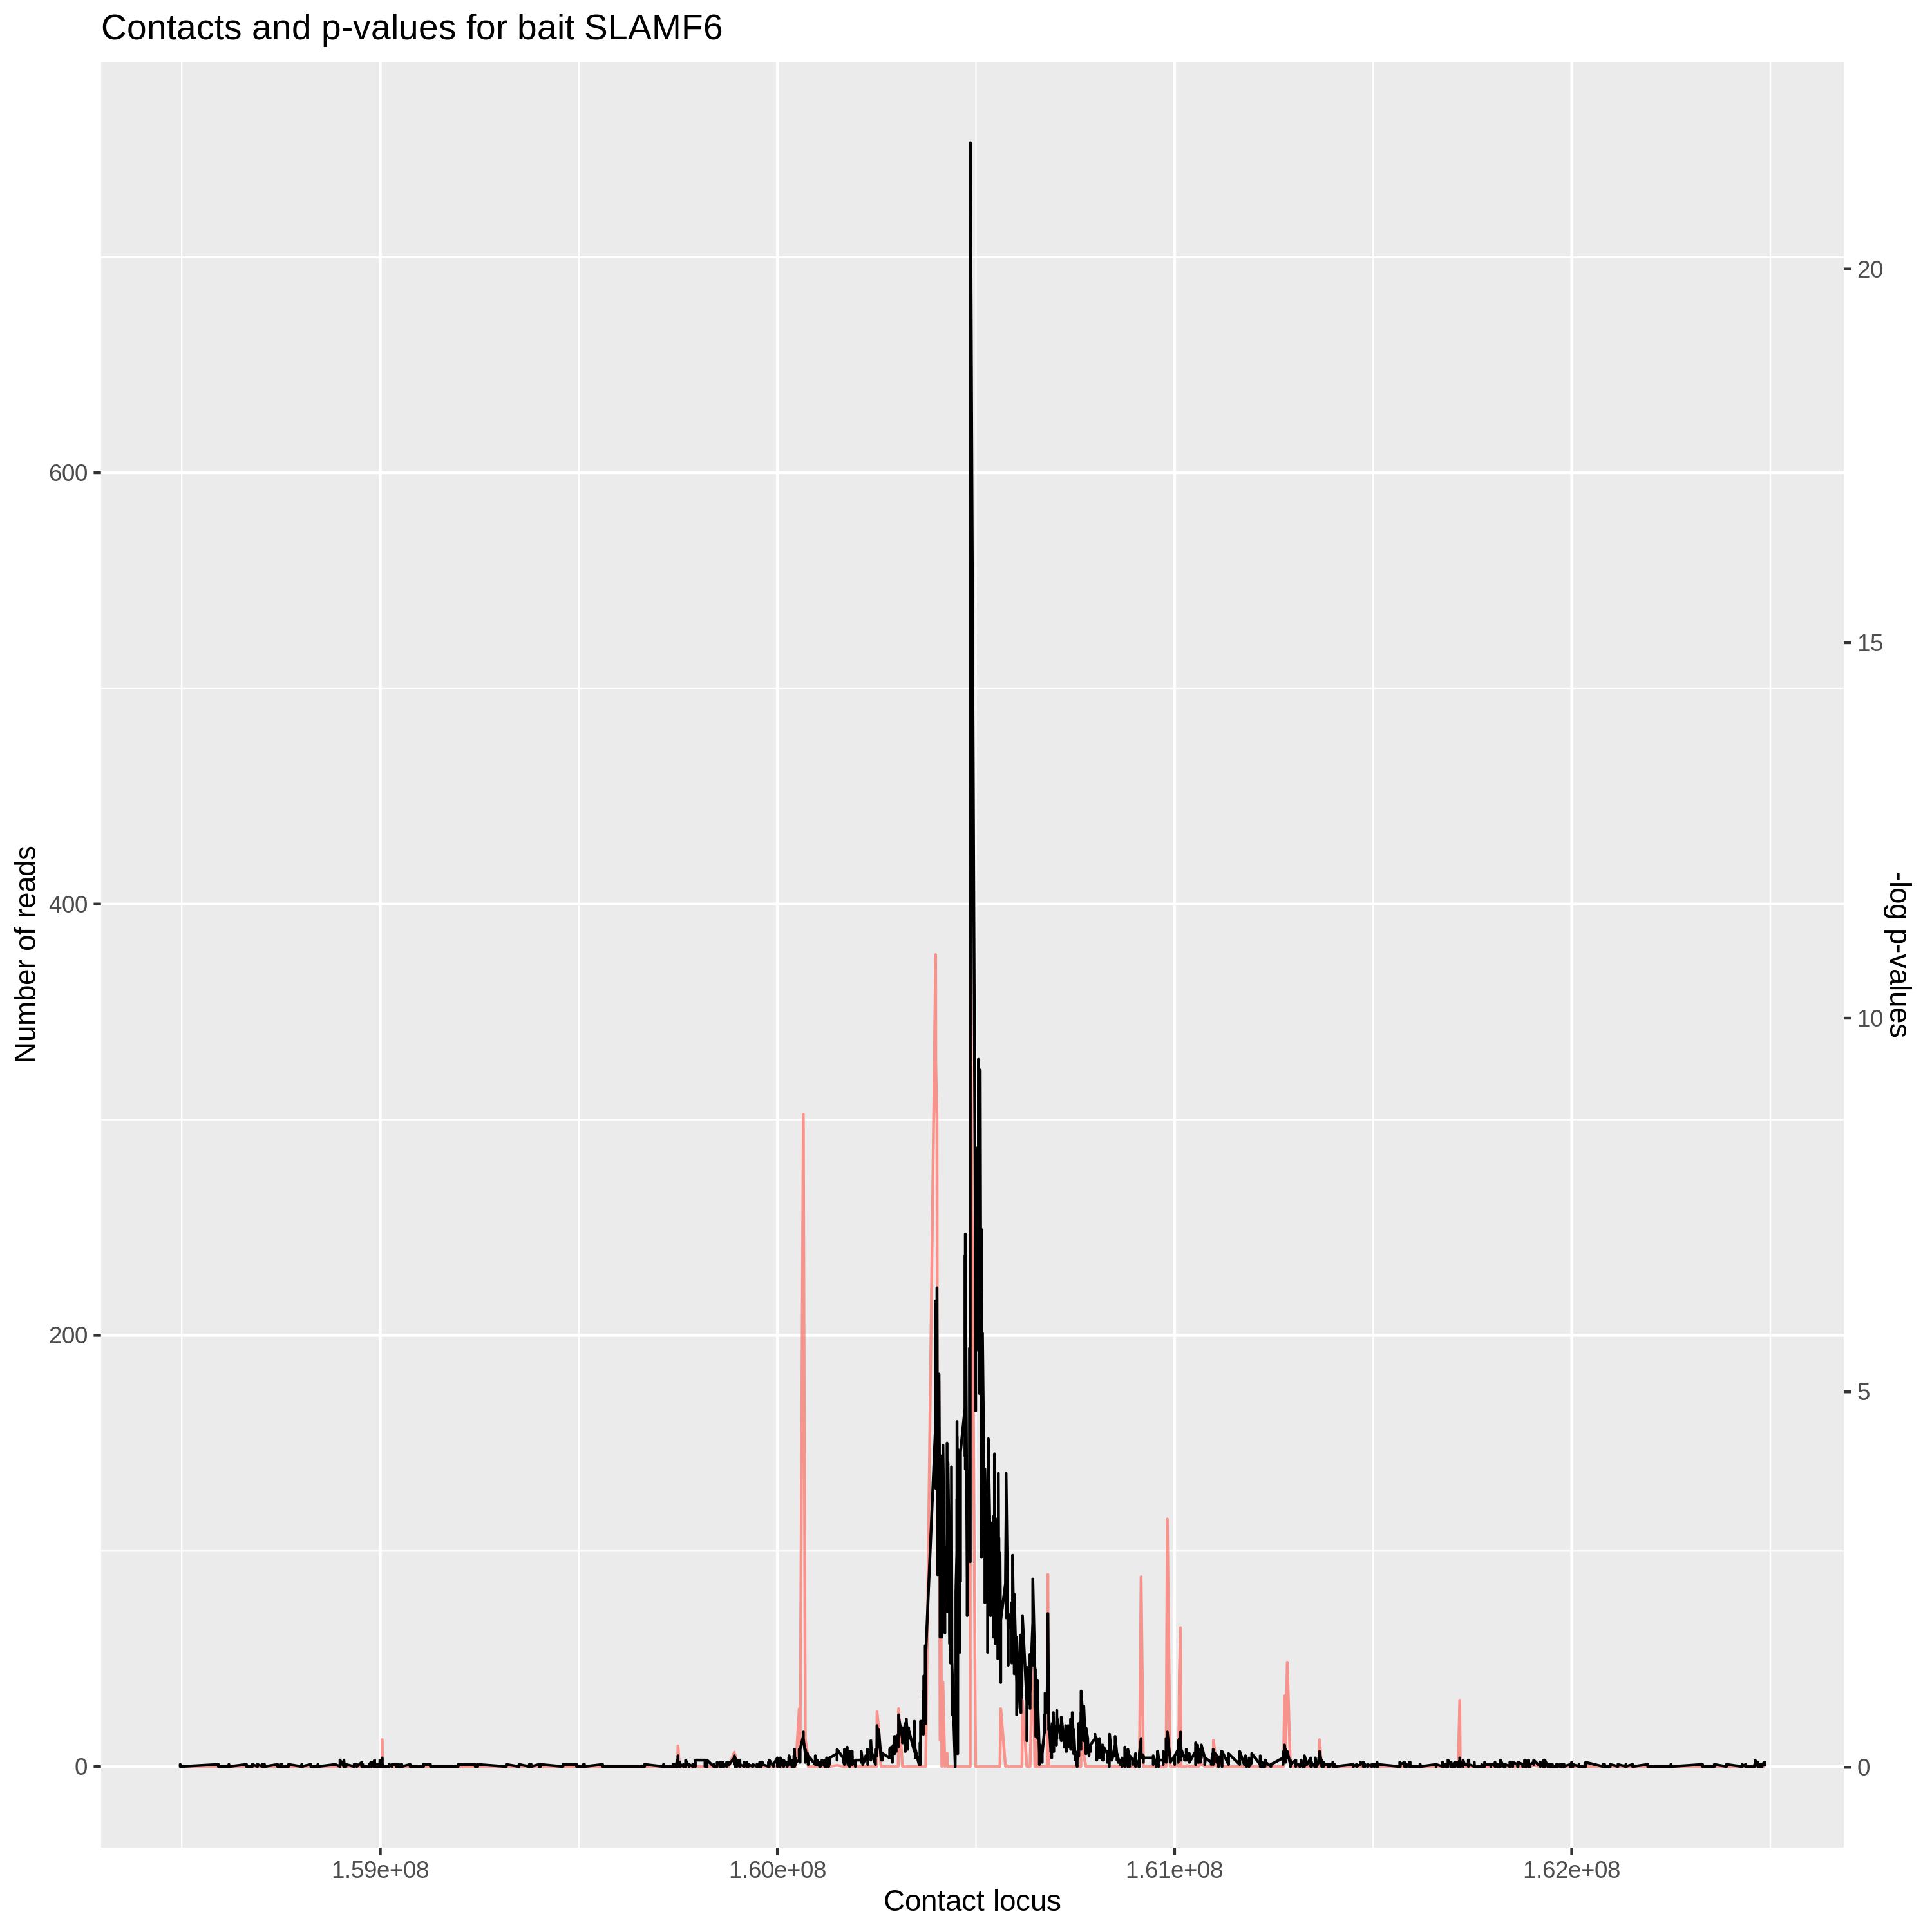 Contacts and p-values for bait SLAMF6
Number of reads
600
400
200
0
20
15
10
5
0
-log p-values
1.59e+08
1.60e+08
1.61e+08
1.62e+08
Contact locus